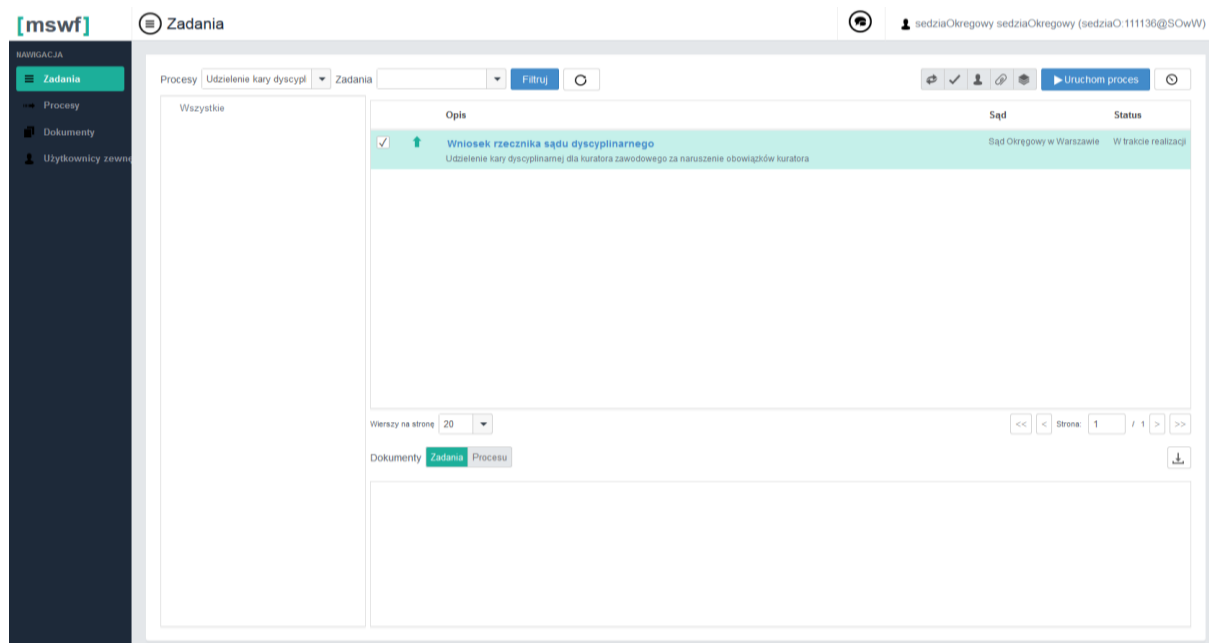 [mswf]
Zadania
sedziaOkregowy sedziaOkregowy (sedziaO:111136@SOwW)
NAWIGACJA
Zadania
Procesy
Dokumenty
Użytkownicy zewnę
Procesy Udzielenie kary dyscypl Zadania Filtruj Uruchom proces
Wszystkie
Opis Sąd Status
Wniosek rzecznika sądu dyscyplinarnego Sąd Okręgowy w Warszawie W trakcie realizacji
Udzielenie kary dyscyplinarnej dla kuratora zawodowego za naruszenie obowiązków kuratora
Wierszy na stronę 20 << < Strona: 1 / 1 > >>
Dokumenty Zadania Procesu